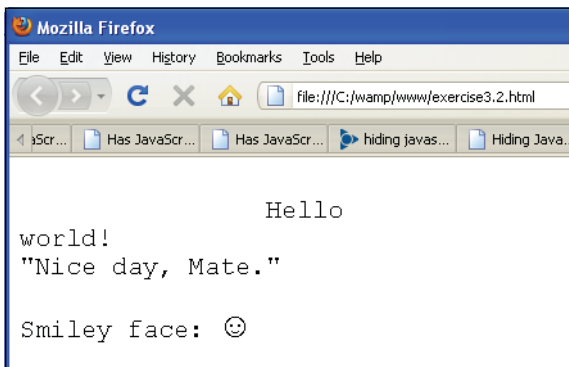 Mozilla Firefox
File Edit View History Bookmarks Tools Help
file:///C:/wamp/www/exercise3.2.html
aScr... Has JavaScr... Has JavaScr... hiding javas... Hiding Java.
Hello
world!
"Nice day, Mate."
Smiley face: ☺